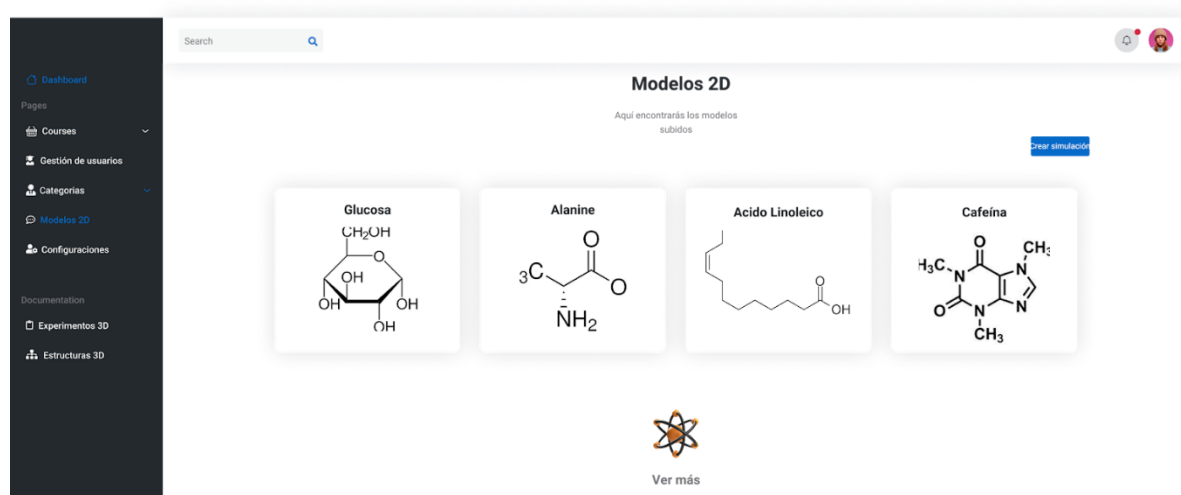 Search
Dashboard
Pages
Courses
Gestión de usuarios
Categorias
Modelos 2D
Configuraciones
Documentation
Experimentos 3D
Estructuras 3D
Modelos 2D
Aquí encontrarás los modelos
subidos
Crear simulación
Glucosa
CH₂OH
O
OH
OH
OH
OH
Alanine
O
₃C
O
NH₂
Acido Linoleico
O
OH
Cafeína
O
CH₃
H₃C
N
N
O
N
N
CH₃
Ver más